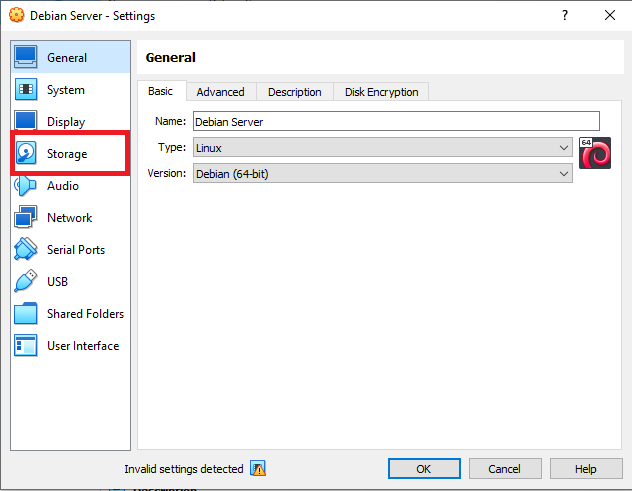 Debian Server - Settings ?
General
System
Display
Storage
Audio
Network
Serial Ports
USB
Shared Folders
User Interface
General
Basic Advanced Description Disk Encryption
Name: Debian Server
Type: Linux
64
Version: Debian (64-bit)
Invalid settings detected
OK Cancel Help
Description